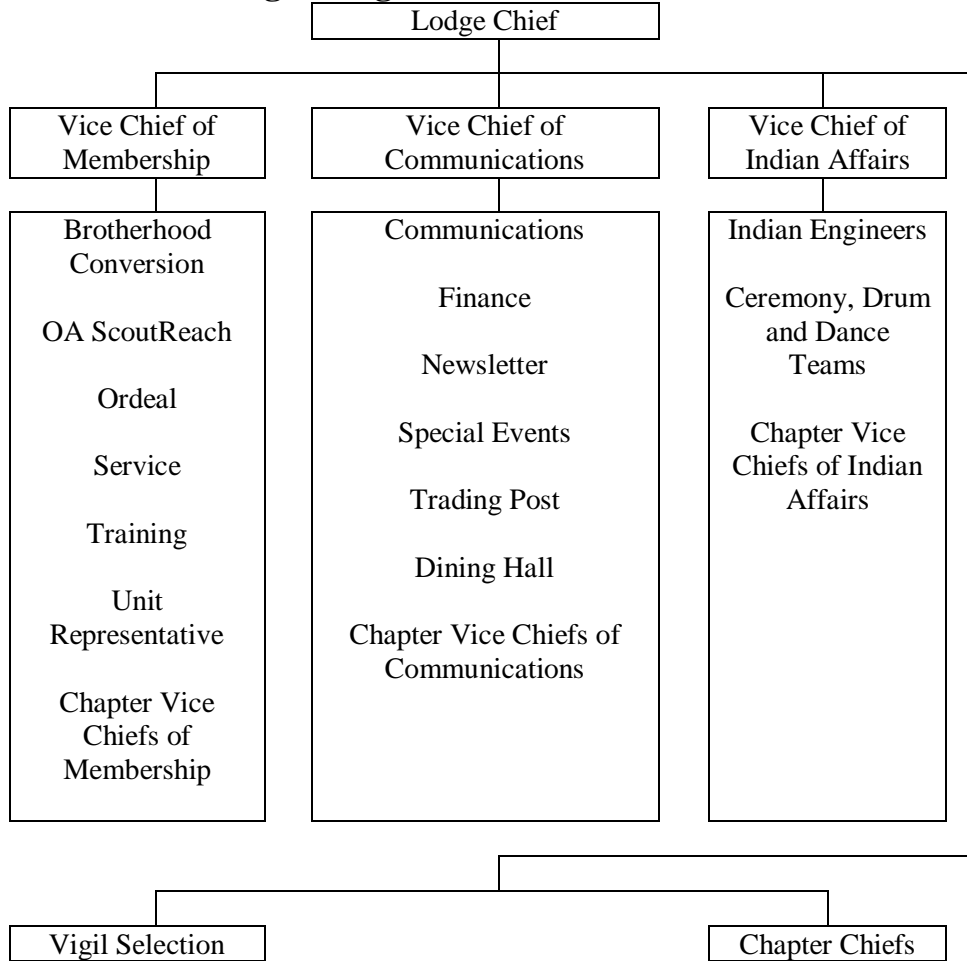 Lodge Chief
Vice Chief of
Membership
Vice Chief of
Communications
Vice Chief of
Indian Affairs
Brotherhood
Conversion
OA ScoutReach
Ordeal
Service
Training
Unit
Representative
Chapter Vice
Chiefs of
Membership
Communications
Finance
Newsletter
Special Events
Trading Post
Dining Hall
Chapter Vice Chiefs of
Communications
Indian Engineers
Ceremony, Drum
and Dance
Teams
Chapter Vice
Chiefs of Indian
Affairs
Vigil Selection
Chapter Chiefs